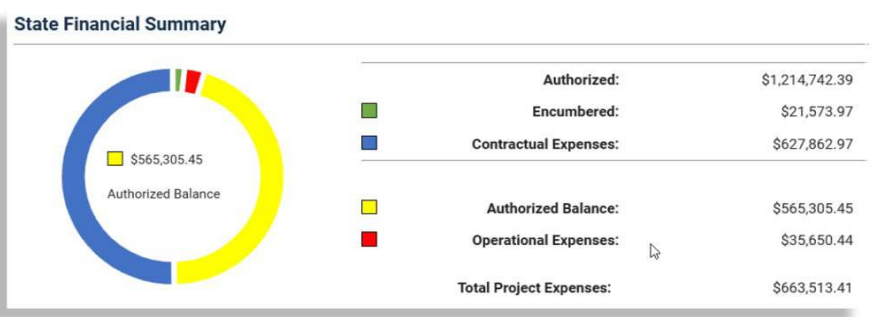 State Financial Summary
$565,305.45
Authorized Balance
Authorized: $1,214,742.39
Encumbered: $21,573.97
Contractual Expenses: $627,862.97
Authorized Balance: $565,305.45
Operational Expenses: $35,650.44
Total Project Expenses: $663,513.41